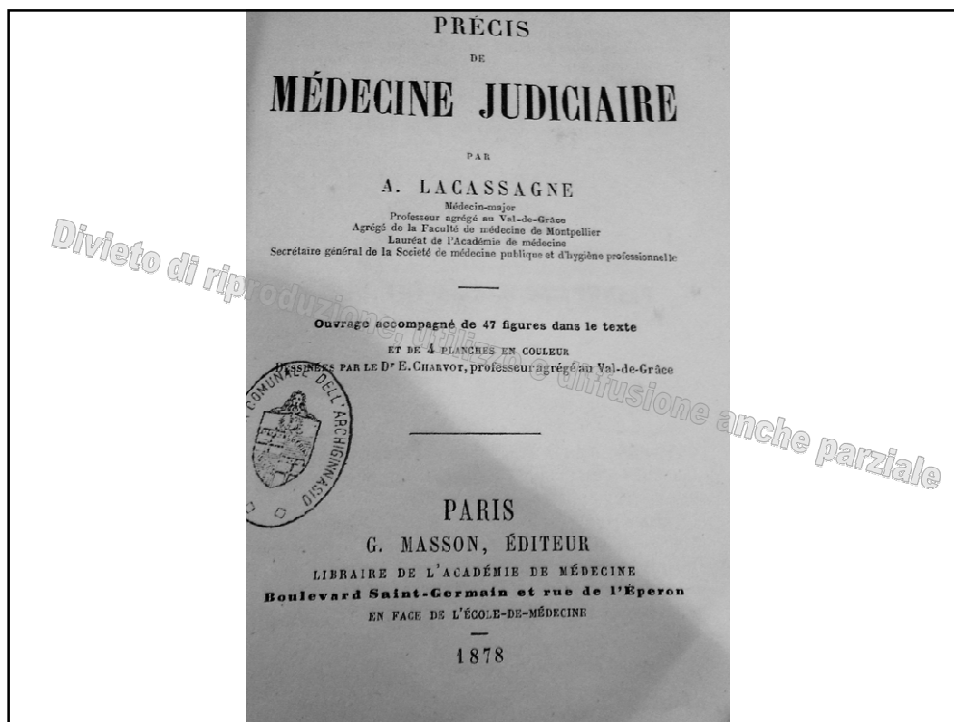 PRÉCIS
DE
MÉDECINE JUDICIAIRE
PAR
A. LACASSAGNE
Médecin-major
Professeur agrégé au Val-de-Grâce
Agrégé de la Faculté de médecine de Montpellier
Lauréat de l'Académie de médecine
Secrétaire général de la Société de médecine publique et d'hygiène professionnelle
Ouvrage accompagné de 47 figures dans le texte
ET DE 4 PLANCHES EN COULEUR
DESSINÉES PAR LE Dr E. CHARVOT, professeur agrégé au Val-de-Grâce
COMUNALE DELL'ARCHIGINNASIO
PARIS
G. MASSON, ÉDITEUR
LIBRAIRE DE L'ACADÉMIE DE MÉDECINE
Boulevard Saint-Germain et rue de l'Éperon
EN FACE DE L'ÉCOLE-DE-MÉDECINE
1878
Divieto di riproduzione, utilizzo e diffusione anche parziale